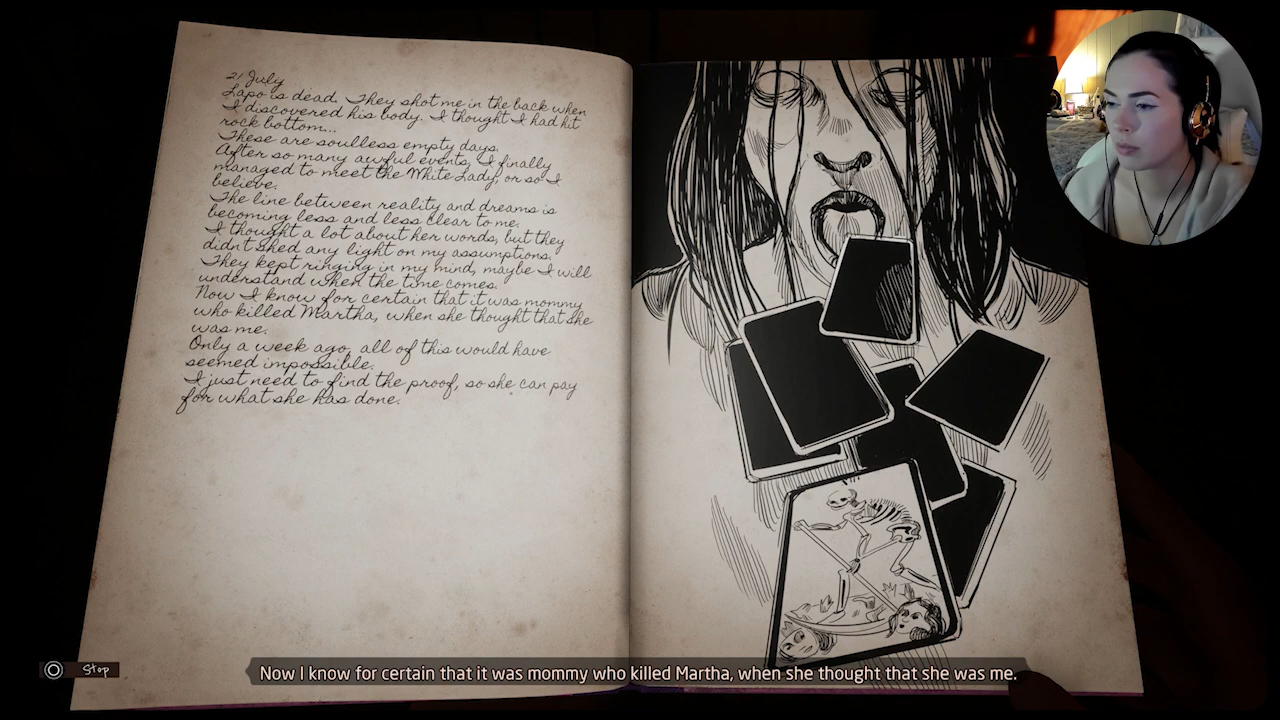 21 July
Lapo is dead. They shot me in the back when
I discovered his body. I thought I had hit
rock bottom...
These are soulless empty days.
After so many awful events, I finally
managed to meet the White Lady, or so I
believe.
The line between reality and dreams is
becoming less and less clear to me.
I thought a lot about her words, but they
didn't shed any light on my assumptions.
They kept ringing in my mind, maybe I will
understand when the time comes.
Now I know for certain that it was mommy
who killed Martha, when she thought that she
was me.
Only a week ago, all of this would have
seemed impossible.
I just need to find the proof, so she can pay
for what she has done.
Stop
Now I know for certain that it was mommy who killed Martha, when she thought that she was me.